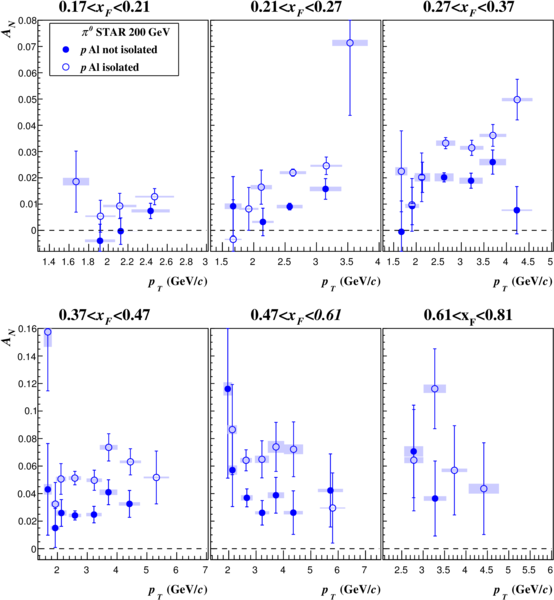 0.17<x_F<0.21 0.21<x_F<0.27 0.27<x_F<0.37
A_N
0.08
0.07
0.06
0.05
0.04
0.03
0.02
0.01
0
π⁰ STAR 200 GeV
p Al not isolated
p Al isolated
1.4 1.6 1.8 2 2.2 2.4 2.6 2.8 3
1.5 2 2.5 3 3.5 4
1.5 2 2.5 3 3.5 4 4.5 5
p_T (GeV/c) p_T (GeV/c) p_T (GeV/c)
0.37<x_F<0.47 0.47<x_F<0.61 0.61<x_F<0.81
A_N
0.16
0.14
0.12
0.1
0.08
0.06
0.04
0.02
0
2 3 4 5 6 7
2 3 4 5 6 7
2.5 3 3.5 4 4.5 5 5.5 6
p_T (GeV/c) p_T (GeV/c) p_T (GeV/c)